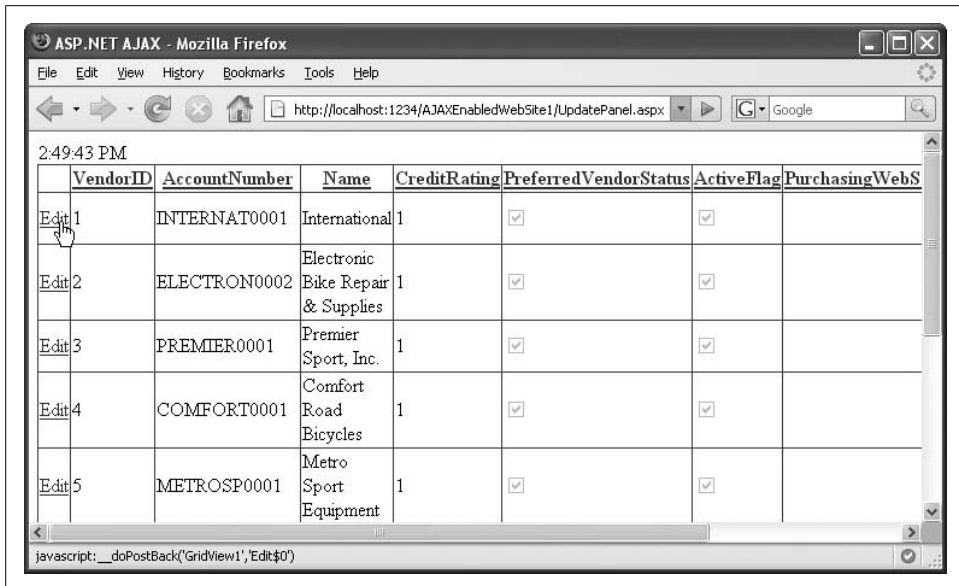 ASP.NET AJAX - Mozilla Firefox
File Edit View History Bookmarks Tools Help
http://localhost:1234/AJAXEnabledWebSite1/UpdatePanel.aspx G Google
2:49:43 PM
VendorID AccountNumber Name CreditRating PreferredVendorStatus ActiveFlag PurchasingWebS
Edit 1 INTERNAT0001 International 1
Edit 2 ELECTRON0002 Electronic Bike Repair & Supplies 1
Edit 3 PREMIER0001 Premier Sport, Inc. 1
Edit 4 COMFORT0001 Comfort Road Bicycles 1
Edit 5 METROSP0001 Metro Sport Equipment 1
javascript:__doPostBack('GridView1','Edit$0')